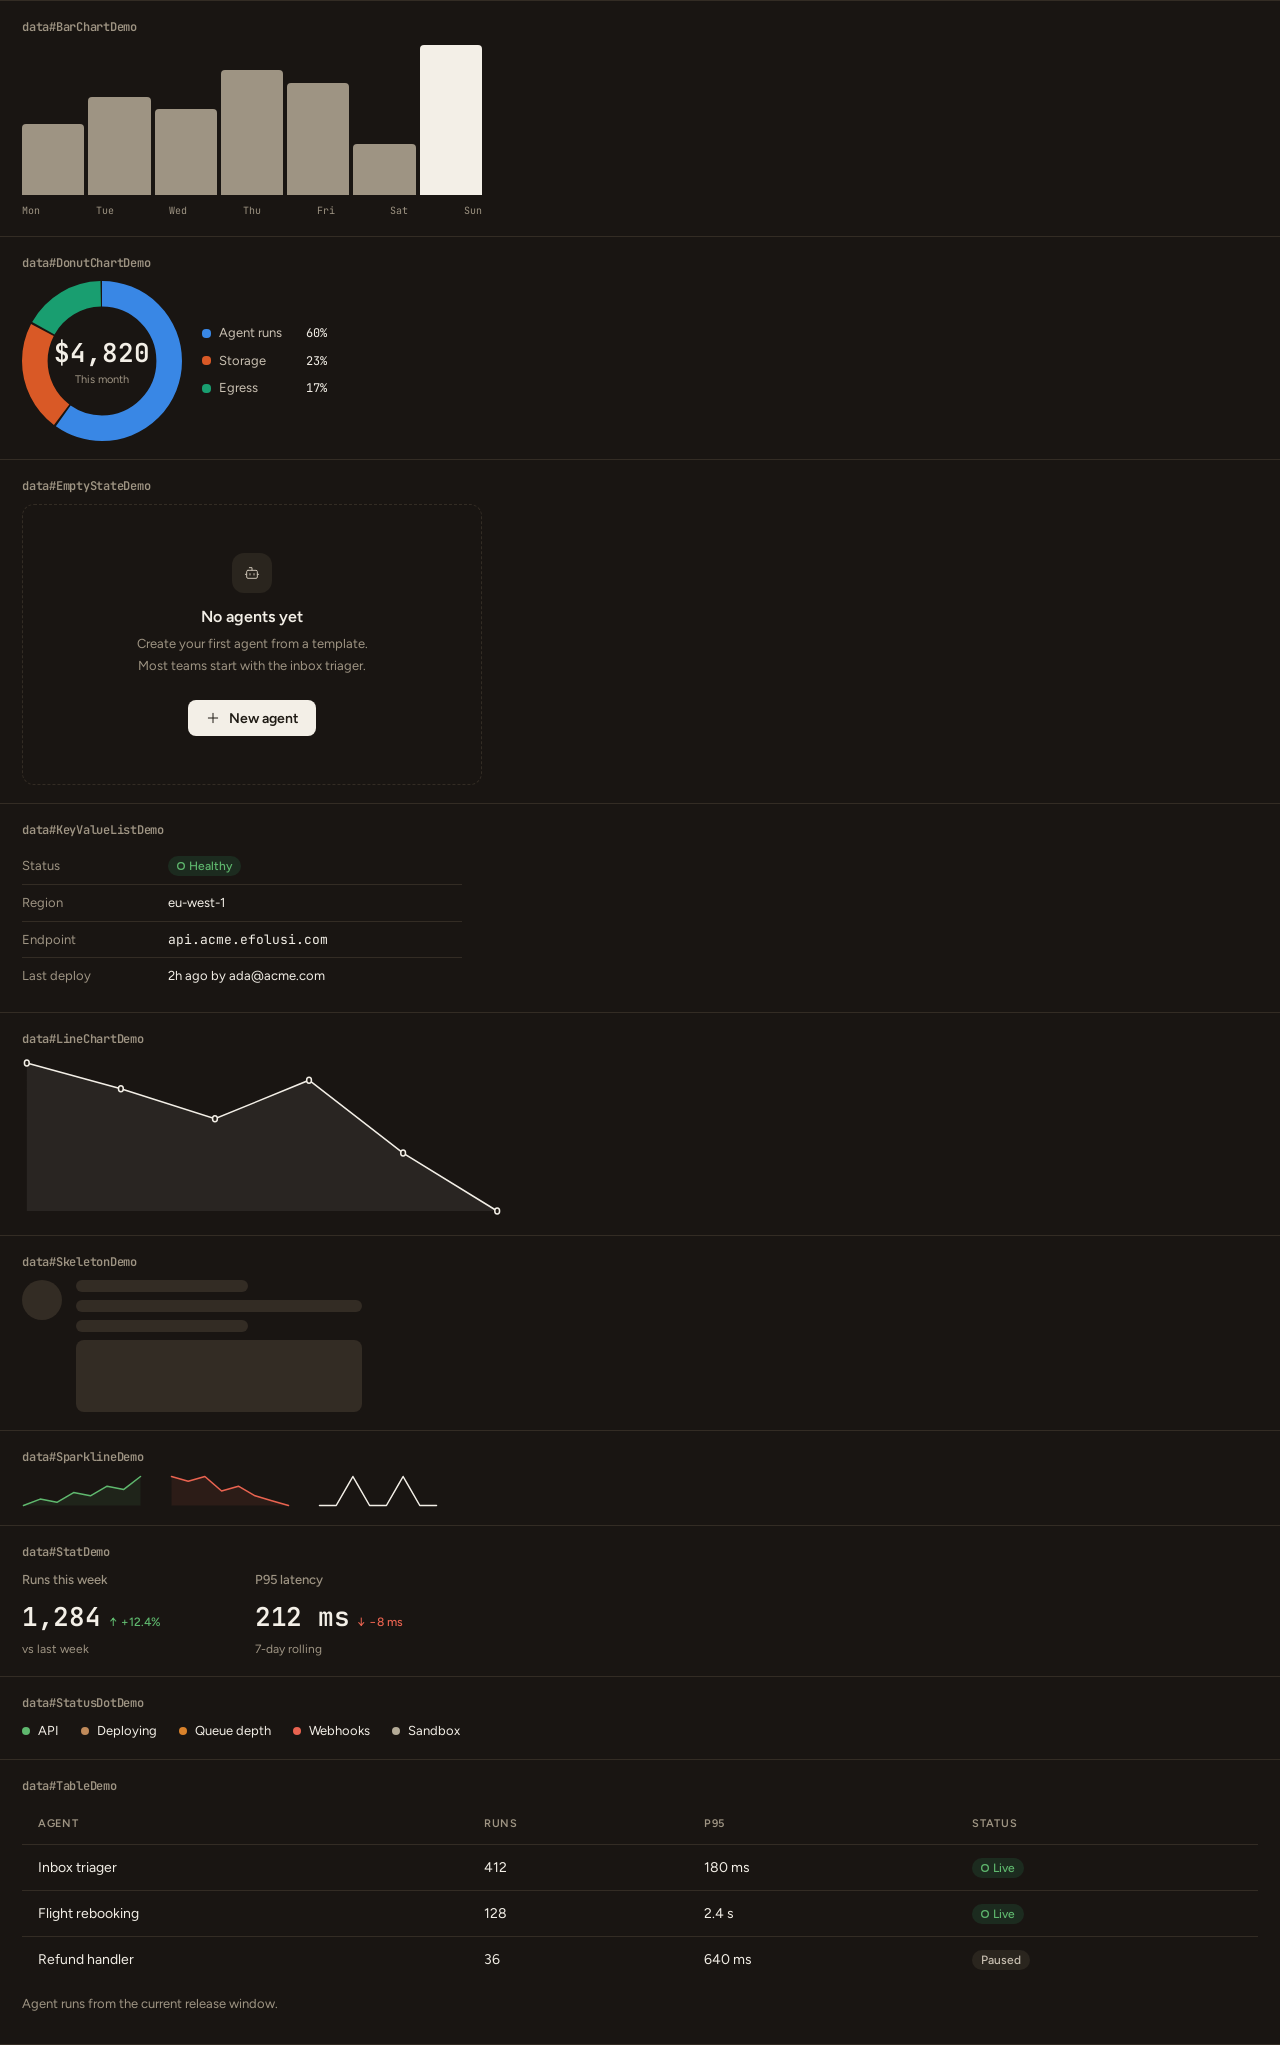 data#BarChartDemo
Mon Tue Wed Thu Fri Sat Sun
data#DonutChartDemo
$4,820
This month
Agent runs 60%
Storage 23%
Egress 17%
data#EmptyStateDemo
No agents yet
Create your first agent from a template.
Most teams start with the inbox triager.
New agent
data#KeyValueListDemo
Status Healthy
Region eu-west-1
Endpoint api.acme.efolusi.com
Last deploy 2h ago by ada@acme.com
data#LineChartDemo
data#SkeletonDemo
data#SparklineDemo
data#StatDemo
Runs this week
1,284 ↑ +12.4%
vs last week
P95 latency
212 ms ↓ −8 ms
7-day rolling
data#StatusDotDemo
API Deploying Queue depth Webhooks Sandbox
data#TableDemo
AGENT RUNS P95 STATUS
Inbox triager 412 180 ms Live
Flight rebooking 128 2.4 s Live
Refund handler 36 640 ms Paused
Agent runs from the current release window.